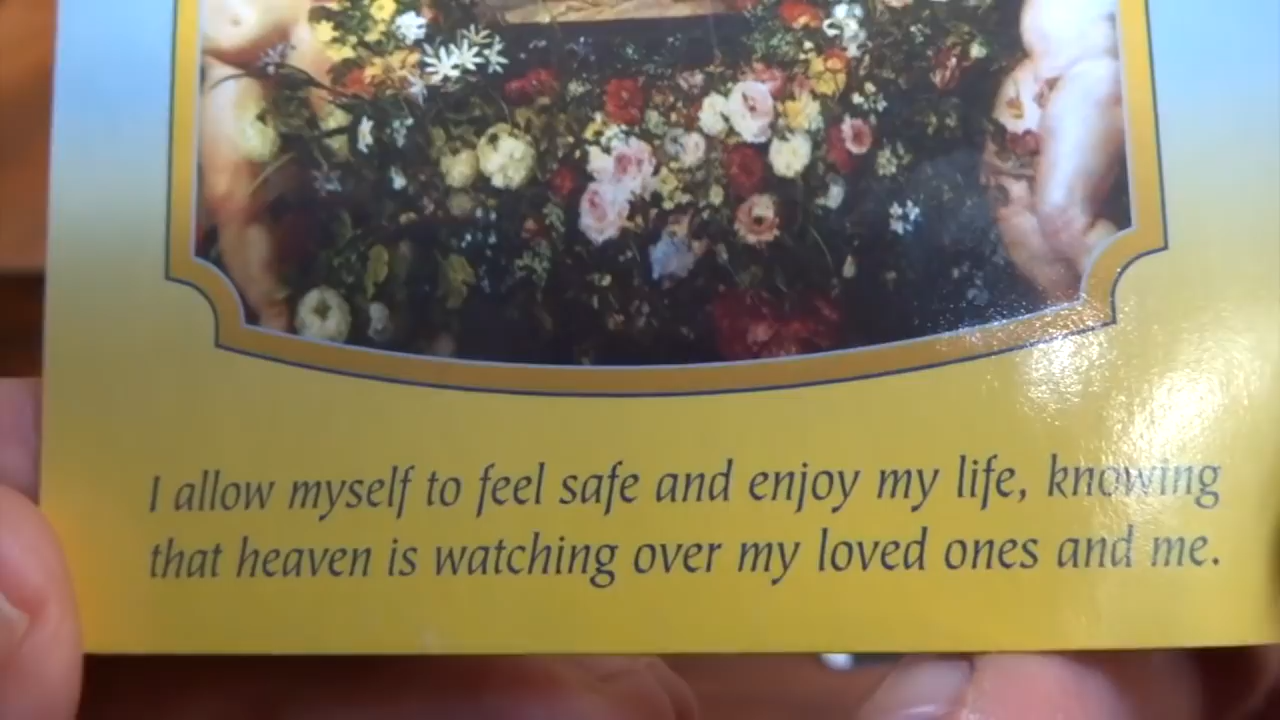 I allow myself to feel safe and enjoy my life, knowing
that heaven is watching over my loved ones and me.